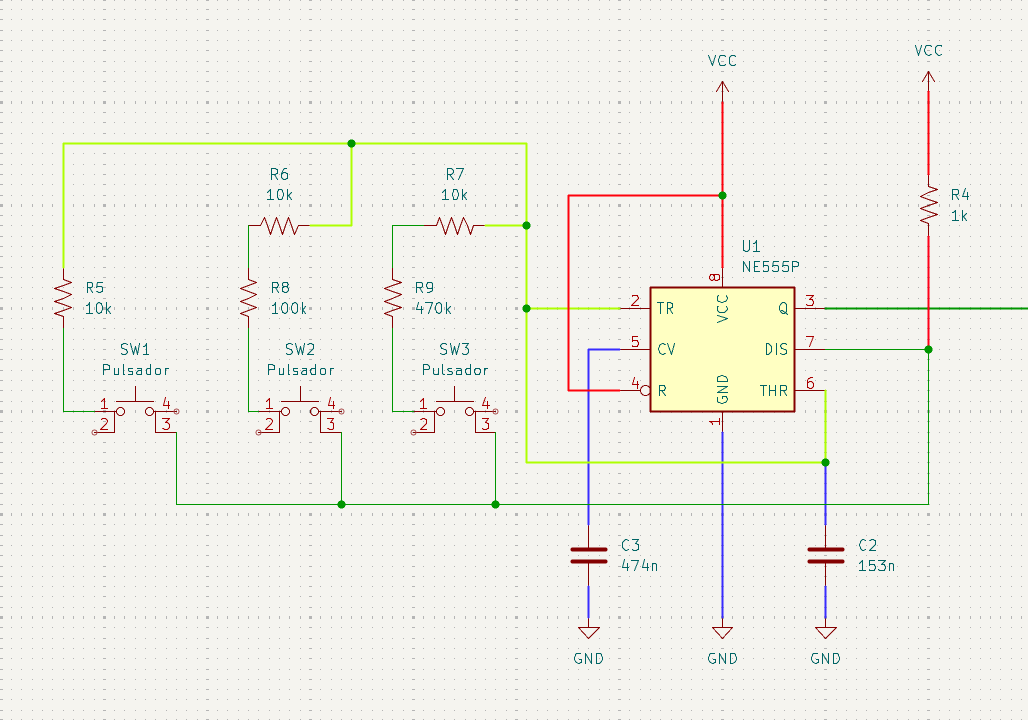 VCC
VCC
R6
10k
R7
10k
R4
1k
U1
NE555P
R5
10k
R8
100k
R9
470k
8
VCC
2
TR
Q
3
5
CV
DIS
7
4
R
THR
6
GND
1
SW1
Pulsador
1
4
2
3
SW2
Pulsador
1
4
2
3
SW3
Pulsador
1
4
2
3
C3
474n
C2
153n
GND
GND
GND